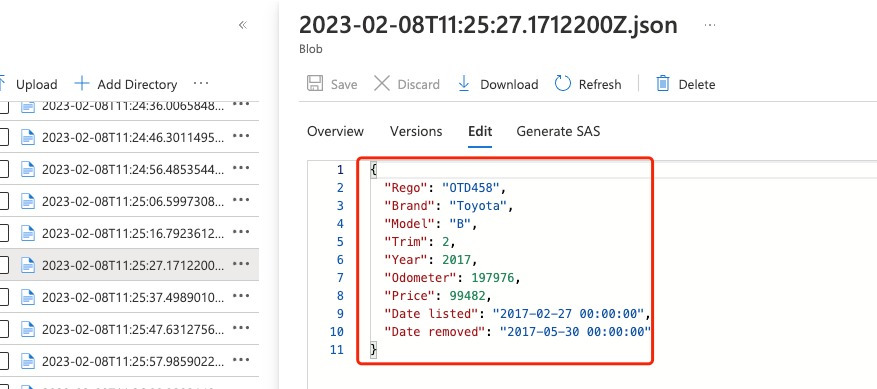 «
Upload
Add Directory
...
2023-02-08T11:24:36.0065848... ...
2023-02-08T11:24:46.3011495... ...
2023-02-08T11:24:56.4853544... ...
2023-02-08T11:25:06.5997308... ...
2023-02-08T11:25:16.7923612... ...
2023-02-08T11:25:27.1712200... ...
2023-02-08T11:25:37.4989010... ...
2023-02-08T11:25:47.6312756... ...
2023-02-08T11:25:57.9859022... ...
2023-02-08T11:25:27.1712200Z.json ...
Blob
Save
Discard
Download
Refresh
Delete
Overview
Versions
Edit
Generate SAS
1 {
2 "Rego": "OTD458",
3 "Brand": "Toyota",
4 "Model": "B",
5 "Trim": 2,
6 "Year": 2017,
7 "Odometer": 197976,
8 "Price": 99482,
9 "Date listed": "2017-02-27 00:00:00",
10 "Date removed": "2017-05-30 00:00:00"
11 }